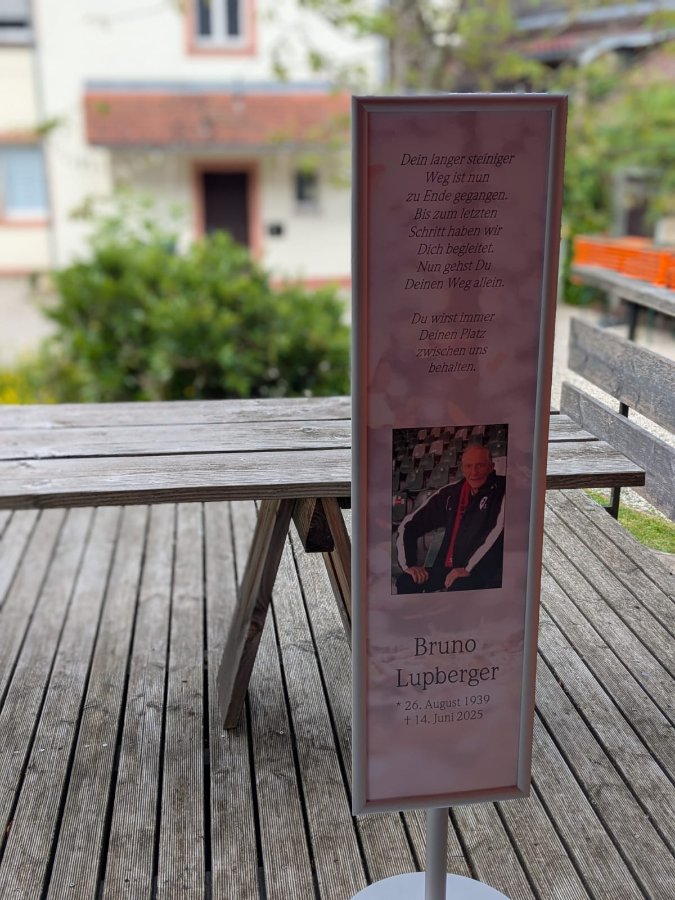 Dein langer steiniger
Weg ist nun
zu Ende gegangen.
Bis zum letzten
Schritt haben wir
Dich begleitet.
Nun gehst Du
Deinen Weg allein.
Du wirst immer
Deinen Platz
zwischen uns
behalten.
Bruno
Lupberger
* 26. August 1939
† 14. Juni 2025